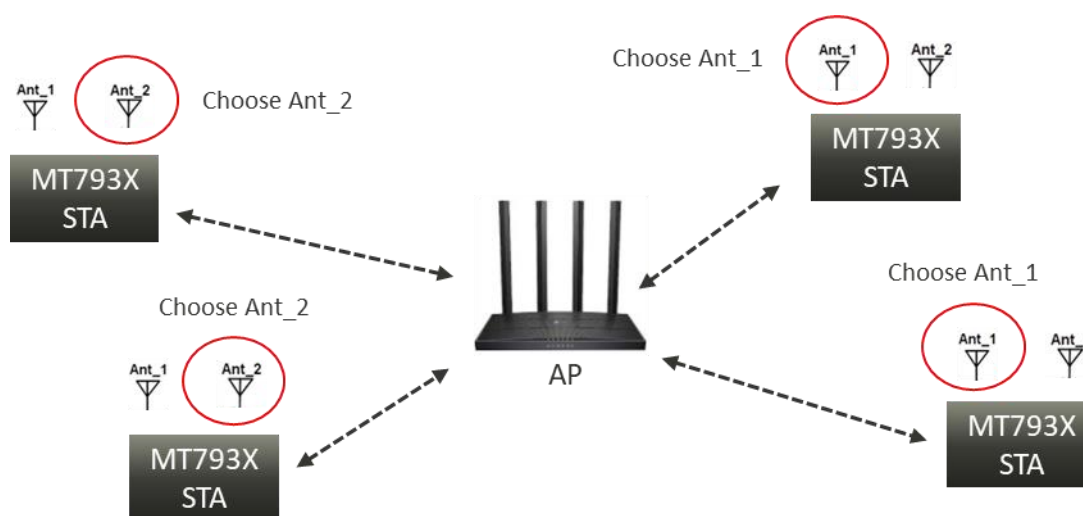 Choose Ant_1
Ant_1
Ant_2
Ant_1
Ant_2
Choose Ant_2
MT793X
STA
MT793X
STA
Choose Ant_1
Choose Ant_2
Ant_1
Ant_
Ant_1
Ant_2
AP
MT793X
STA
MT793X
STA